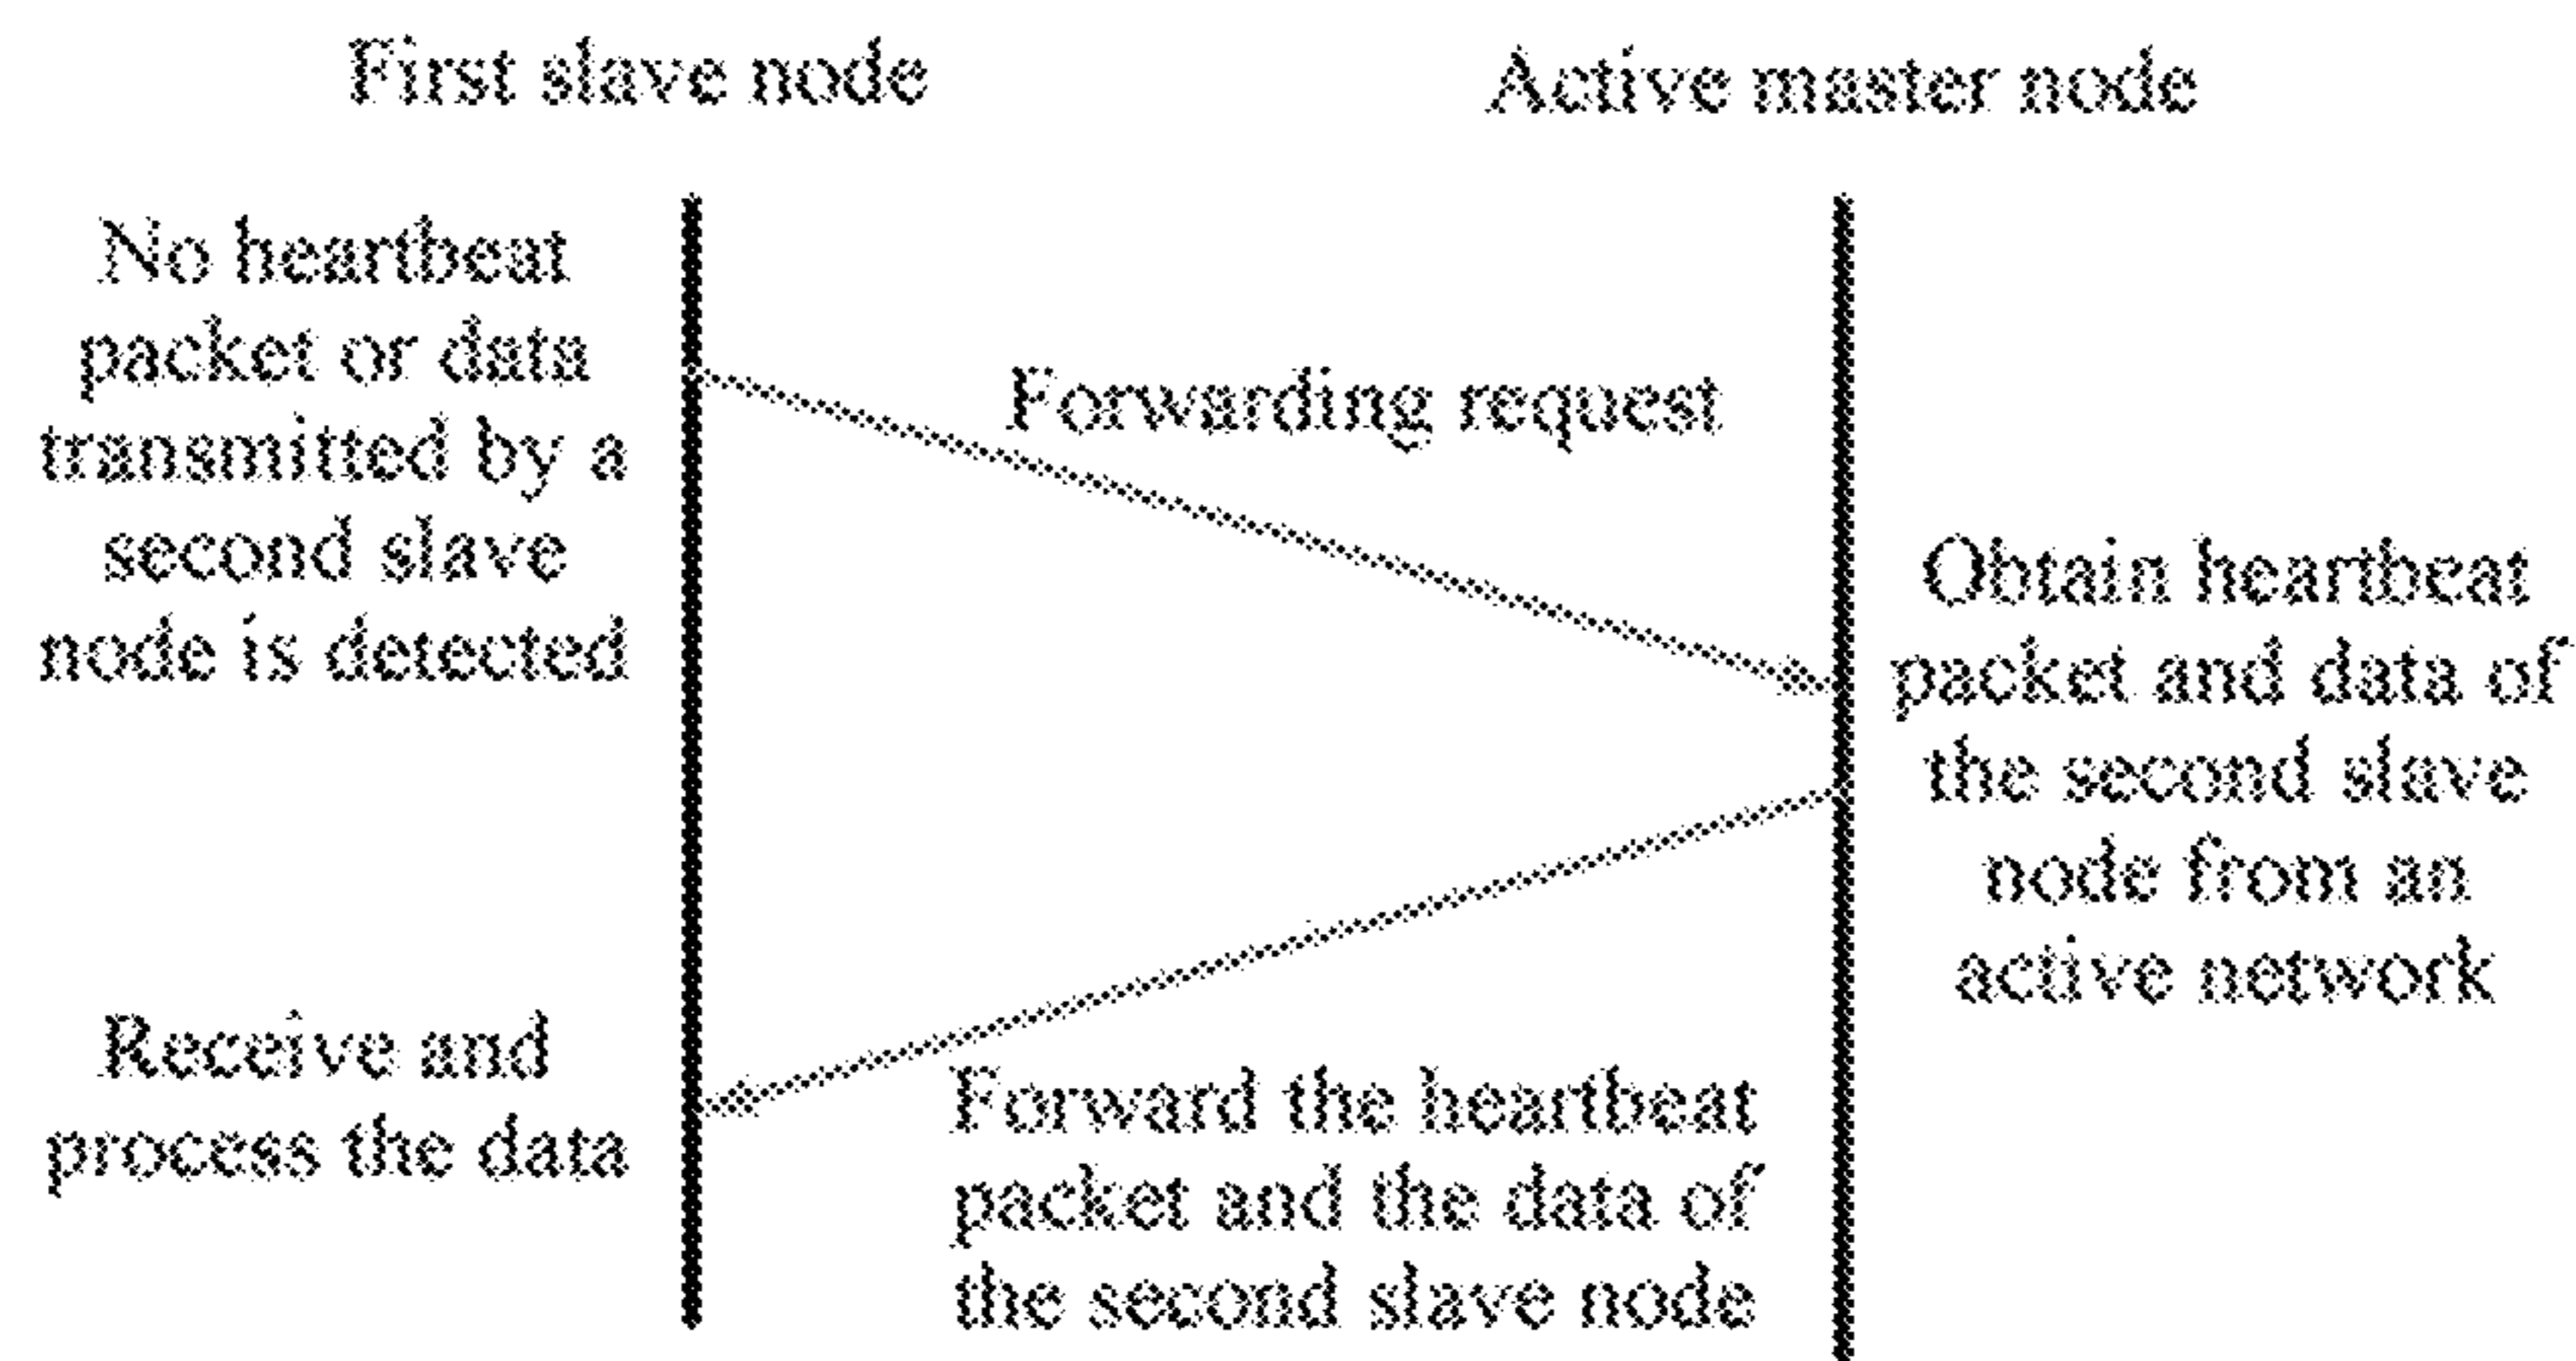 First slave node
Active master node
No heartbeat
packet or data
transmitted by a
second slave
node is detected
Forwarding request
Obtain heartbeat
packet and data of
the second slave
node from an
active network
Receive and
process the data
Forward the heartbeat
packet and the data of
the second slave node